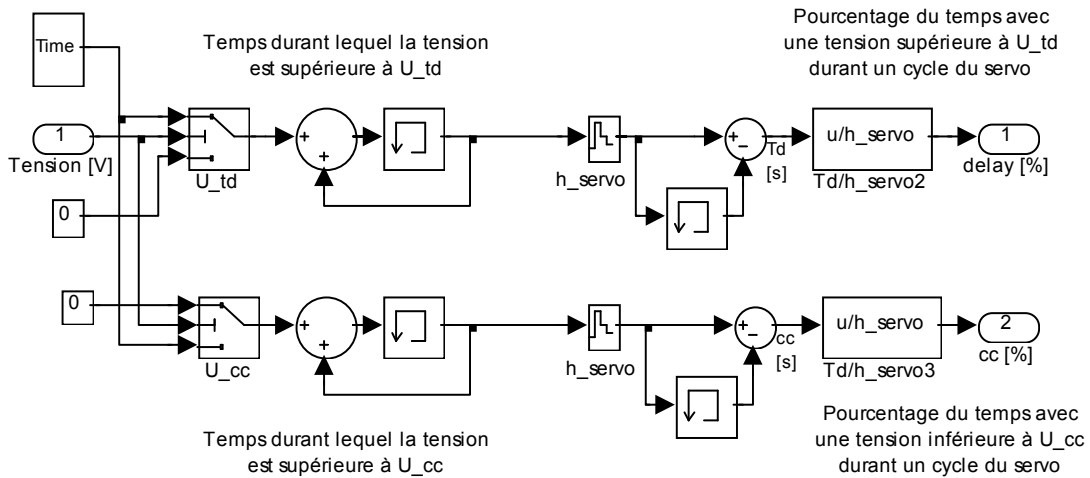 Time
Temps durant lequel la tension
est supérieure à U_td
Pourcentage du temps avec
une tension supérieure à U_td
durant un cycle du servo
1
Tension [V]
U_td
+
+
h_servo
+
−
Td
[s]
u/h_servo
Td/h_servo2
1
delay [%]
0
0
U_cc
+
+
h_servo
+
−
cc
[s]
u/h_servo
Td/h_servo3
2
cc [%]
Temps durant lequel la tension
est supérieure à U_cc
Pourcentage du temps avec
une tension inférieure à U_cc
durant un cycle du servo